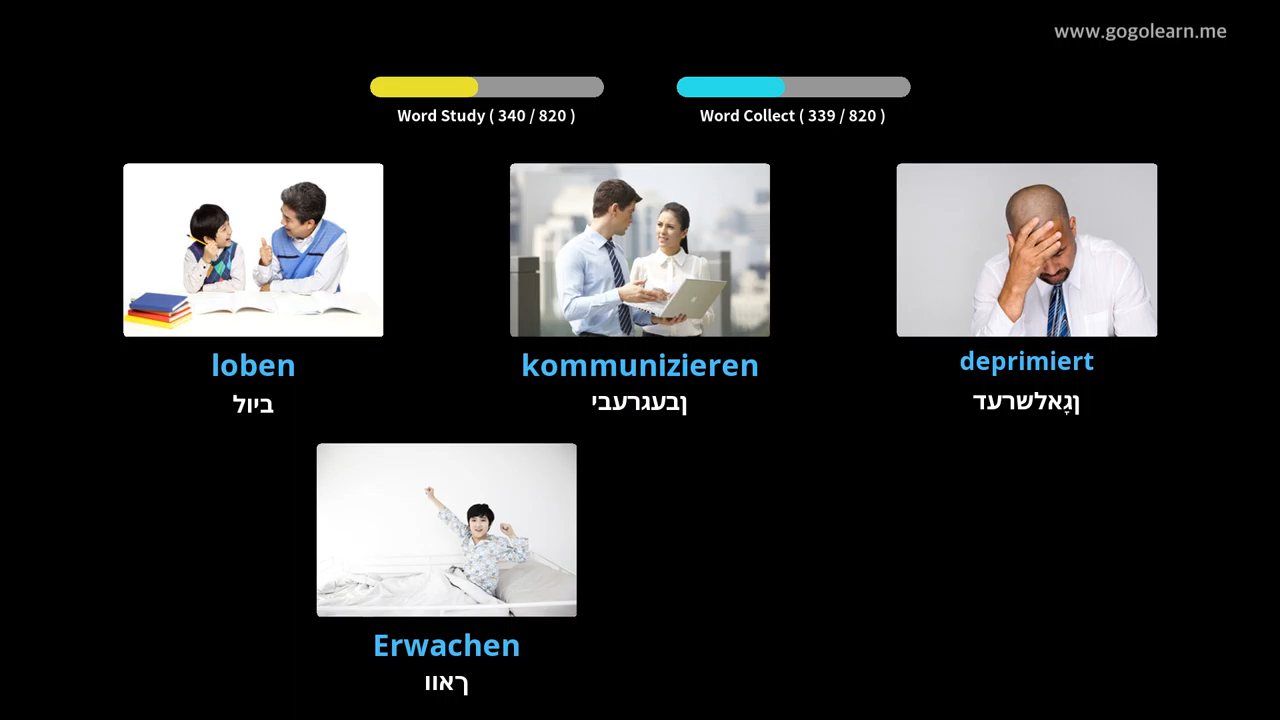 www.gogolearn.me
Word Study ( 340 / 820 )
Word Collect ( 339 / 820 )
loben
ביול
kommunizieren
ןבעגרעבי
deprimiert
ןגָאלשרעד
Erwachen
ךאוו